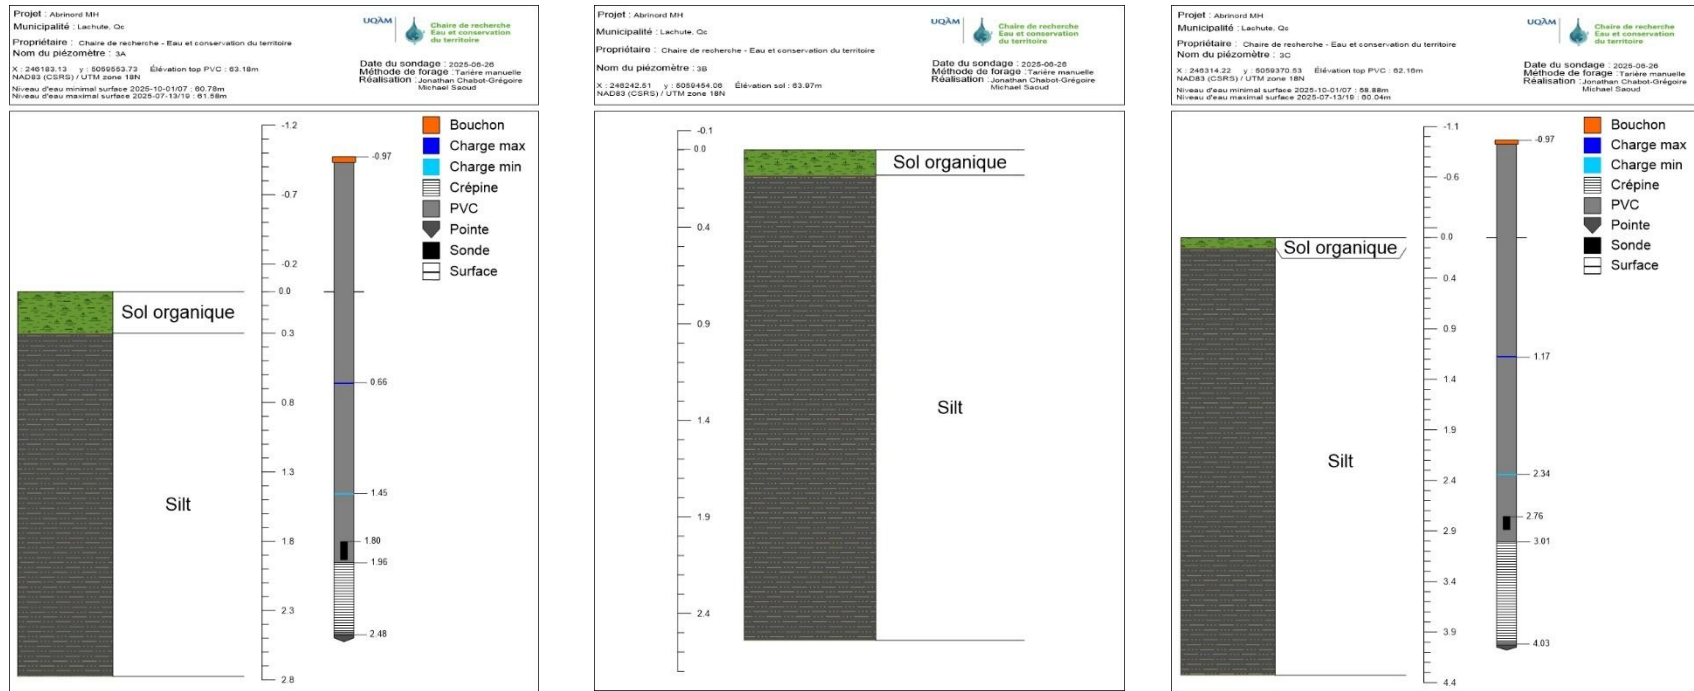 Projet : Abrinord MH
Municipalité : Lachute, Qc
Propriétaire : Chaire de recherche - Eau et conservation du territoire
Nom du piézomètre : 3A
X : 246183.13 y : 5059553.73 Élévation top PVC : 63.18m
NAD83 (CSRS) / UTM zone 18N
Niveau d'eau minimal surface 2025-10-01/07 : 60.78m
Niveau d'eau maximal surface 2025-07-13/19 : 61.58m
UQÀM
Chaire de recherche
Eau et conservation
du territoire
Date du sondage : 2025-06-26
Méthode de forage : Tarière manuelle
Réalisation : Jonathan Chabot-Grégoire
Michael Saoud
-1.2
-0.7
-0.2
0.0
0.3
0.8
1.3
1.8
2.3
2.8
Sol organique
Silt
-0.97
0.66
1.45
1.80
1.96
2.48
Bouchon
Charge max
Charge min
Crépine
PVC
Pointe
Sonde
Surface
Projet : Abrinord MH
Municipalité : Lachute, Qc
Propriétaire : Chaire de recherche - Eau et conservation du territoire
Nom du piézomètre : 3B
X : 246242.51 y : 5059454.06 Élévation sol : 63.97m
NAD83 (CSRS) / UTM zone 18N
UQÀM
Chaire de recherche
Eau et conservation
du territoire
Date du sondage : 2025-06-26
Méthode de forage : Tarière manuelle
Réalisation : Jonathan Chabot-Grégoire
Michael Saoud
-0.1
0.0
0.4
0.9
1.4
1.9
2.4
Sol organique
Silt
Projet : Abrinord MH
Municipalité : Lachute, Qc
Propriétaire : Chaire de recherche - Eau et conservation du territoire
Nom du piézomètre : 3C
X : 246314.22 y : 5059370.53 Élévation top PVC : 62.16m
NAD83 (CSRS) / UTM zone 18N
Niveau d'eau minimal surface 2025-10-01/07 : 58.88m
Niveau d'eau maximal surface 2025-07-13/19 : 60.04m
UQÀM
Chaire de recherche
Eau et conservation
du territoire
Date du sondage : 2025-06-26
Méthode de forage : Tarière manuelle
Réalisation : Jonathan Chabot-Grégoire
Michael Saoud
-1.1
-0.6
0.0
0.4
0.9
1.4
1.9
2.4
2.9
3.4
3.9
4.4
Sol organique
Silt
-0.97
1.17
2.34
2.76
3.01
4.03
Bouchon
Charge max
Charge min
Crépine
PVC
Pointe
Sonde
Surface